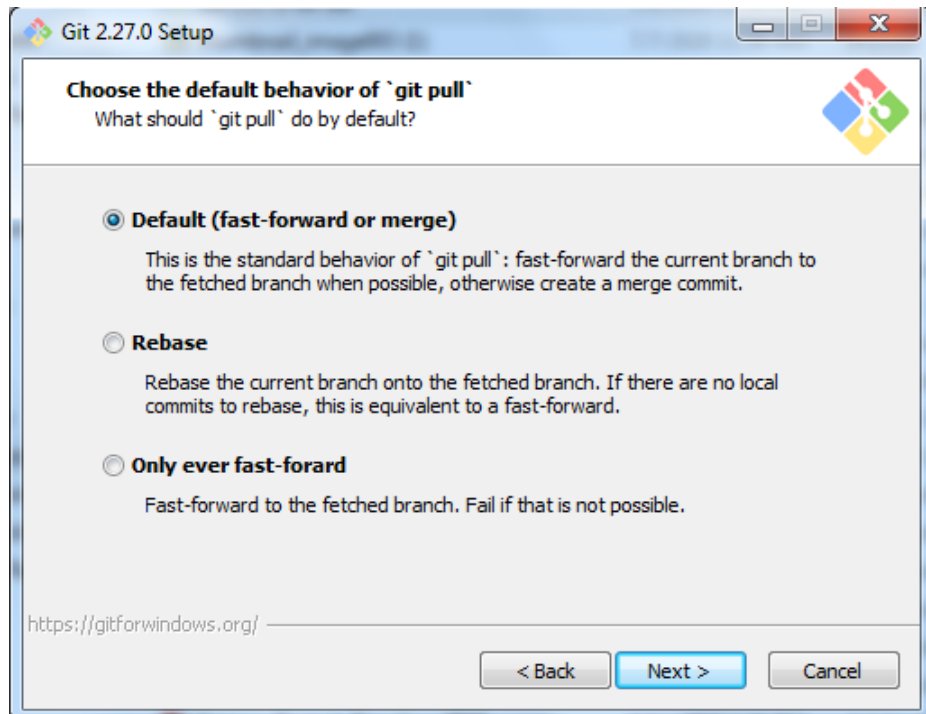 Git 2.27.0 Setup
Choose the default behavior of `git pull`
What should `git pull` do by default?
Default (fast-forward or merge)
This is the standard behavior of `git pull`: fast-forward the current branch to
the fetched branch when possible, otherwise create a merge commit.
Rebase
Rebase the current branch onto the fetched branch. If there are no local
commits to rebase, this is equivalent to a fast-forward.
Only ever fast-forard
Fast-forward to the fetched branch. Fail if that is not possible.
https://gitforwindows.org/
< Back
Next >
Cancel